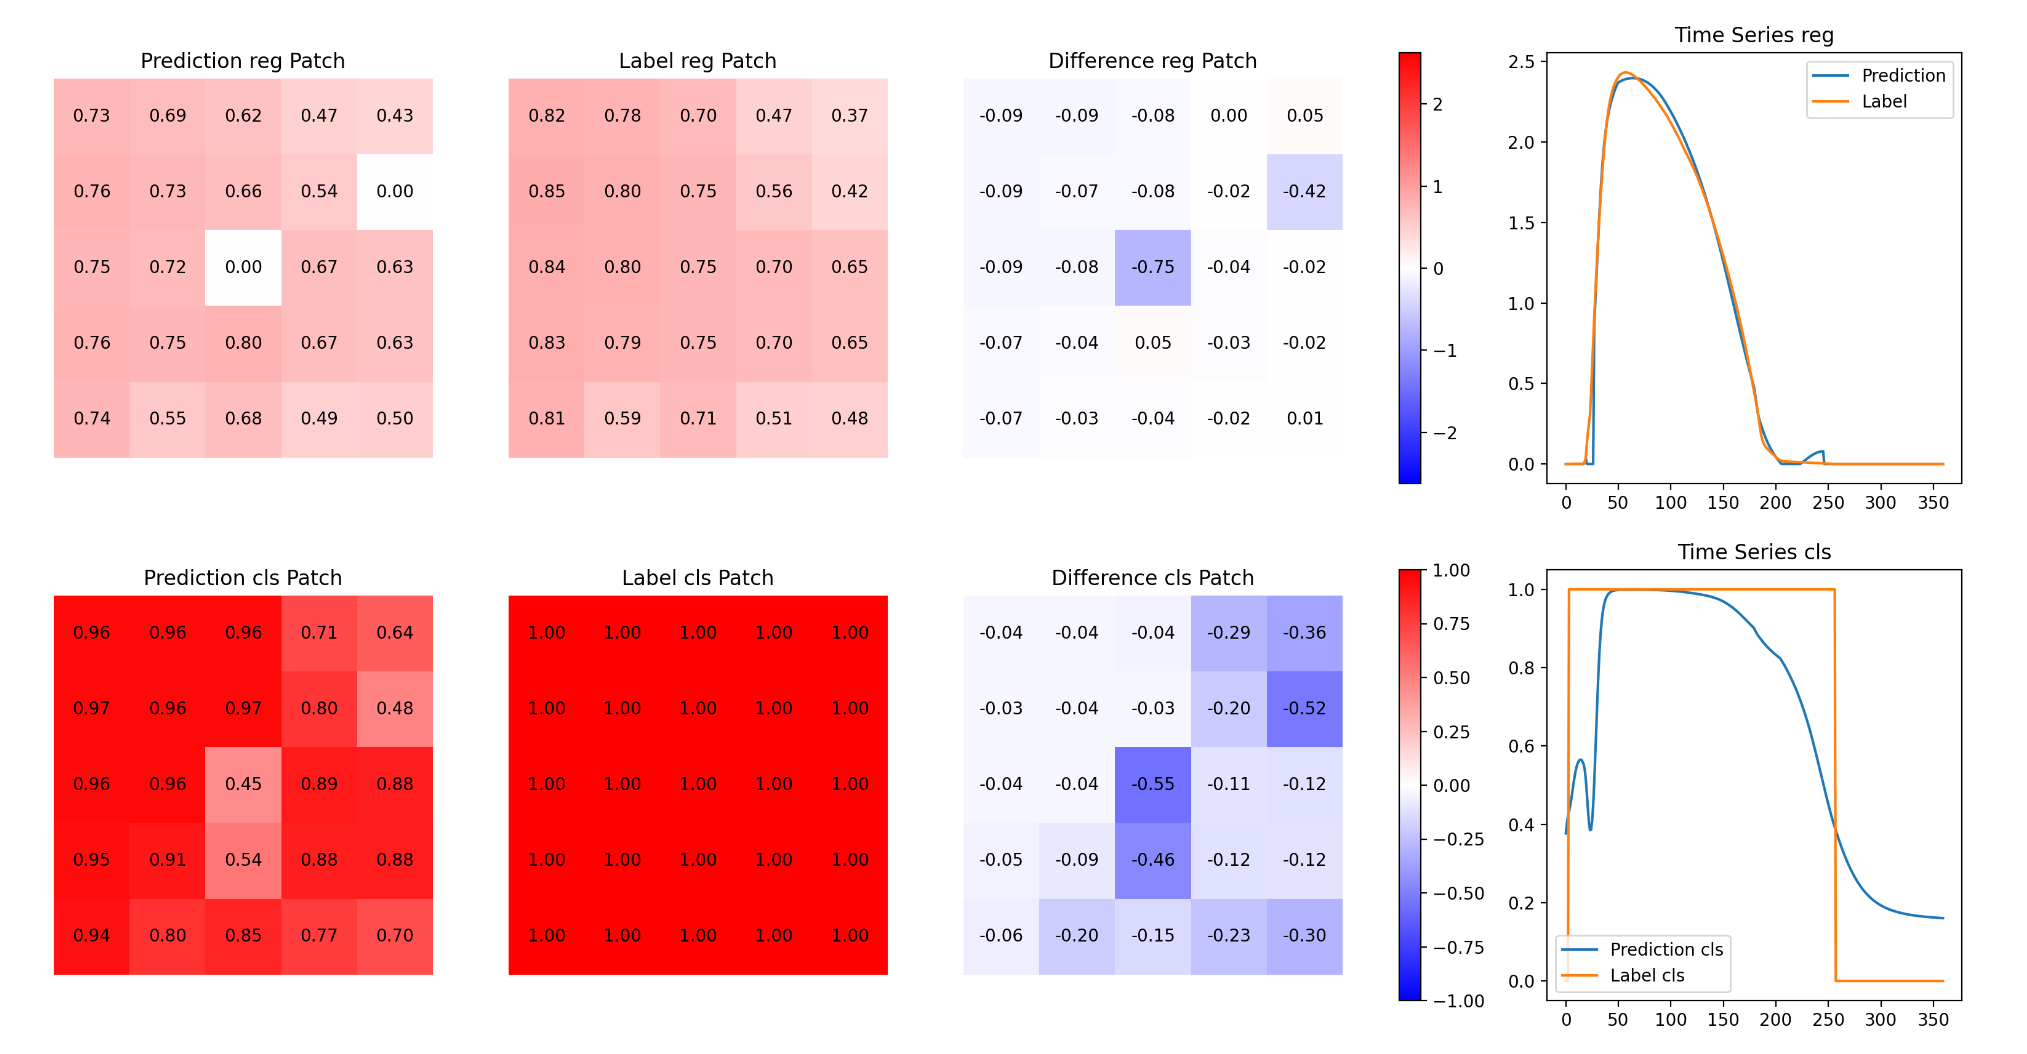 Prediction reg Patch
0.73 0.69 0.62 0.47 0.43
0.76 0.73 0.66 0.54 0.00
0.75 0.72 0.00 0.67 0.63
0.76 0.75 0.80 0.67 0.63
0.74 0.55 0.68 0.49 0.50
Label reg Patch
0.82 0.78 0.70 0.47 0.37
0.85 0.80 0.75 0.56 0.42
0.84 0.80 0.75 0.70 0.65
0.83 0.79 0.75 0.70 0.65
0.81 0.59 0.71 0.51 0.48
Difference reg Patch
-0.09 -0.09 -0.08 0.00 0.05
-0.09 -0.07 -0.08 -0.02 -0.42
-0.09 -0.08 -0.75 -0.04 -0.02
-0.07 -0.04 0.05 -0.03 -0.02
-0.07 -0.03 -0.04 -0.02 0.01
2
1
0
−1
−2
Time Series reg
2.5
2.0
1.5
1.0
0.5
0.0
Prediction
Label
0 50 100 150 200 250 300 350
Prediction cls Patch
0.96 0.96 0.96 0.71 0.64
0.97 0.96 0.97 0.80 0.48
0.96 0.96 0.45 0.89 0.88
0.95 0.91 0.54 0.88 0.88
0.94 0.80 0.85 0.77 0.70
Label cls Patch
1.00 1.00 1.00 1.00 1.00
1.00 1.00 1.00 1.00 1.00
1.00 1.00 1.00 1.00 1.00
1.00 1.00 1.00 1.00 1.00
1.00 1.00 1.00 1.00 1.00
Difference cls Patch
-0.04 -0.04 -0.04 -0.29 -0.36
-0.03 -0.04 -0.03 -0.20 -0.52
-0.04 -0.04 -0.55 -0.11 -0.12
-0.05 -0.09 -0.46 -0.12 -0.12
-0.06 -0.20 -0.15 -0.23 -0.30
1.00
0.75
0.50
0.25
0.00
−0.25
−0.50
−0.75
−1.00
Time Series cls
1.0
0.8
0.6
0.4
0.2
0.0
Prediction cls
Label cls
0 50 100 150 200 250 300 350